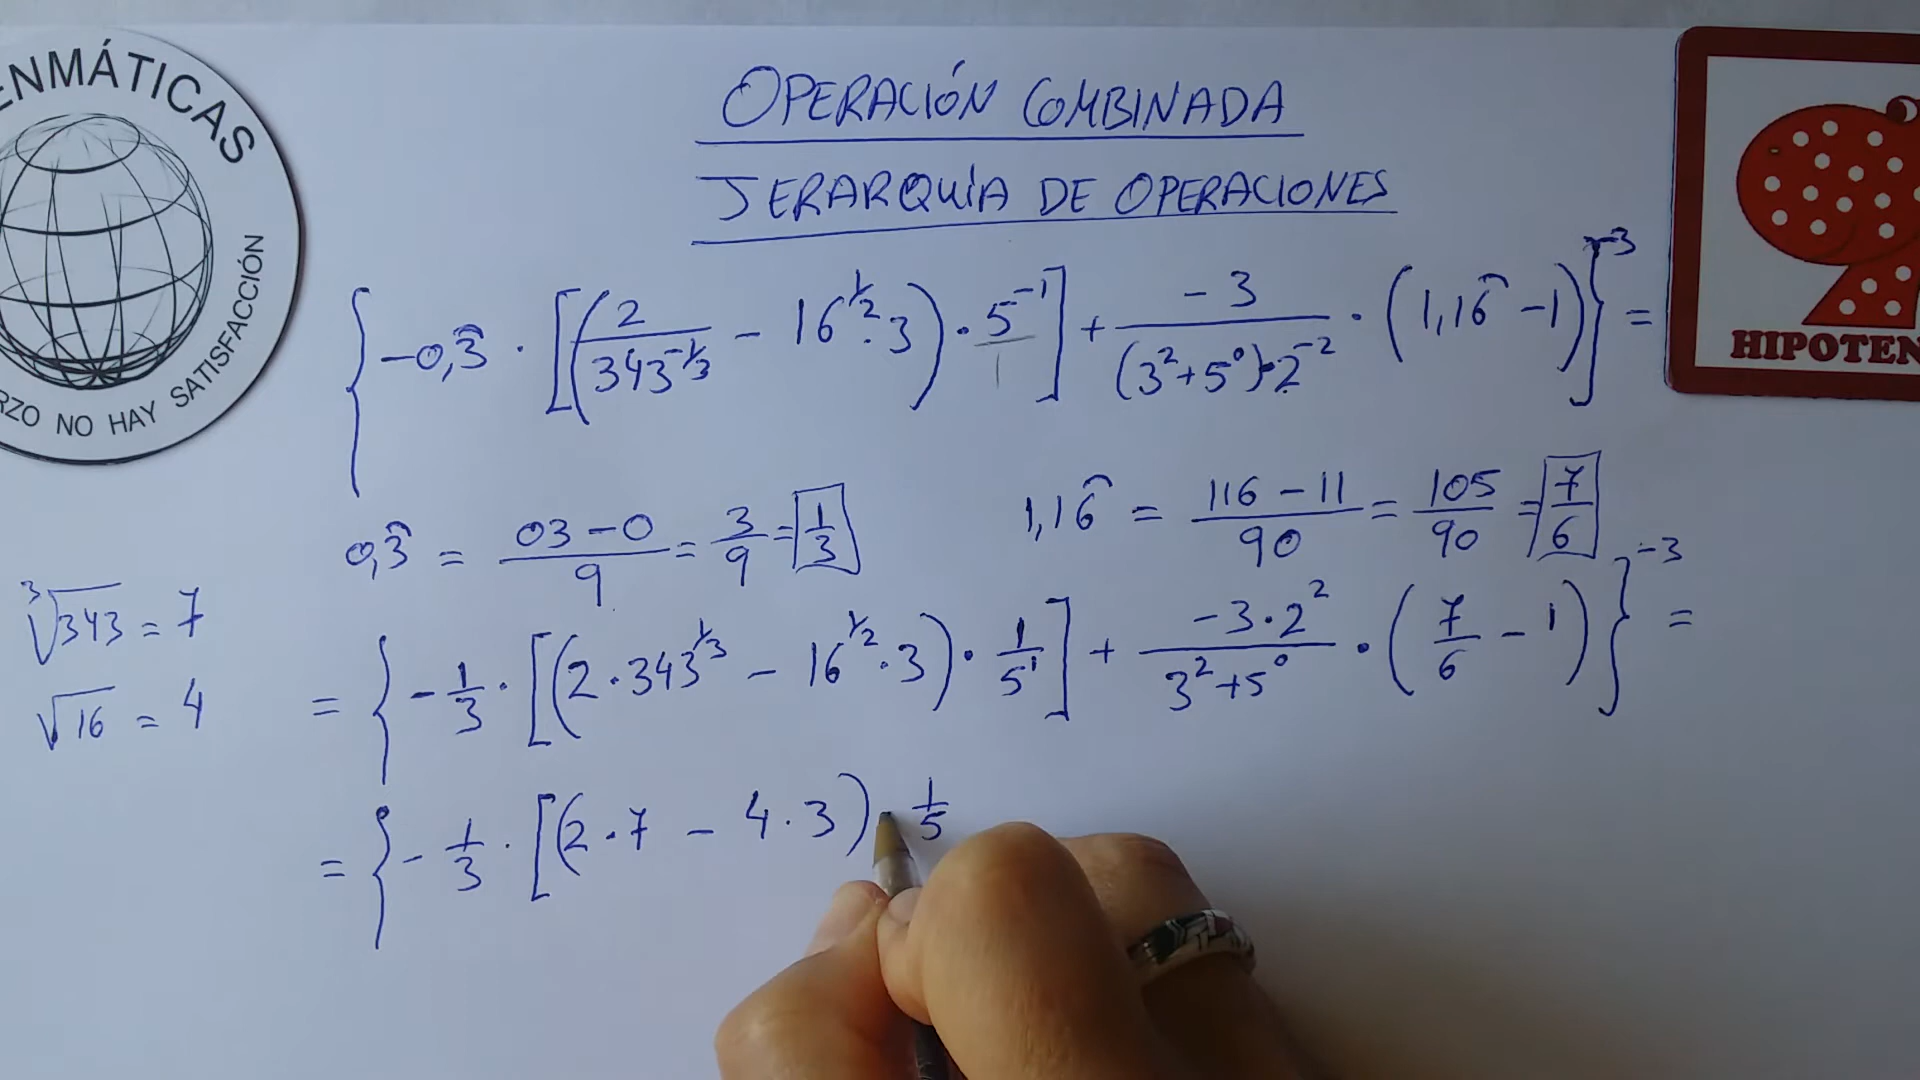 ENMÁTICAS
RZO NO HAY SATISFACCIÓN
OPERACIÓN COMBINADA
JERARQUÍA DE OPERACIONES
HIPOTEN
{-0,3̂ · [(2/343^(-1/3) - 16^(1/2) · 3) · 5^(-1)/1] + -3/((3²+5⁰)·2^(-2)) · (1,16̂ - 1)}^(-3) =
0,3̂ = (03-0)/9 = 3/9 = 1/3
1,16̂ = (116-11)/90 = 105/90 = 7/6
∛343 = 7
√16 = 4
= {-1/3 · [(2·343^(1/3) - 16^(1/2)·3) · 1/5¹] + (-3·2²)/(3²+5⁰) · (7/6 - 1)}^(-3) =
= {-1/3 · [(2·7 - 4·3) · 1/5